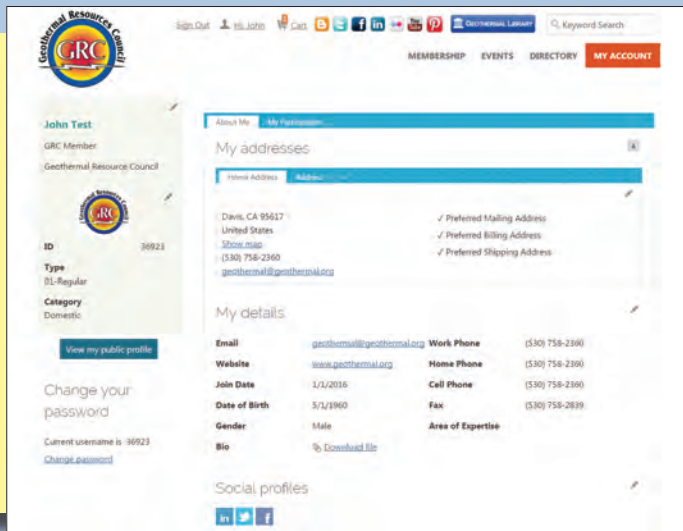 Geothermal Resources Council
GRC
Sign Out Hi, John Cart GEOTHERMAL LIBRARY Keyword Search
MEMBERSHIP EVENTS DIRECTORY MY ACCOUNT
John Test
GRC Member
Geothermal Resource Council
GRC
ID 36923
Type
01-Regular
Category
Domestic
View my public profile
Change your
password
Current username is 36923
Change password
About Me My Participation
My addresses
Home Address Address
Davis, CA 95617
United States
Show map
(530) 758-2360
geothermal@geothermal.org
✓ Preferred Mailing Address
✓ Preferred Billing Address
✓ Preferred Shipping Address
My details
Email geothermal@geothermal.org Work Phone (530) 758-2360
Website www.geothermal.org Home Phone (530) 758-2360
Join Date 1/1/2016 Cell Phone (530) 758-2360
Date of Birth 5/1/1960 Fax (530) 758-2839
Gender Male Area of Expertise
Bio Download file
Social profiles